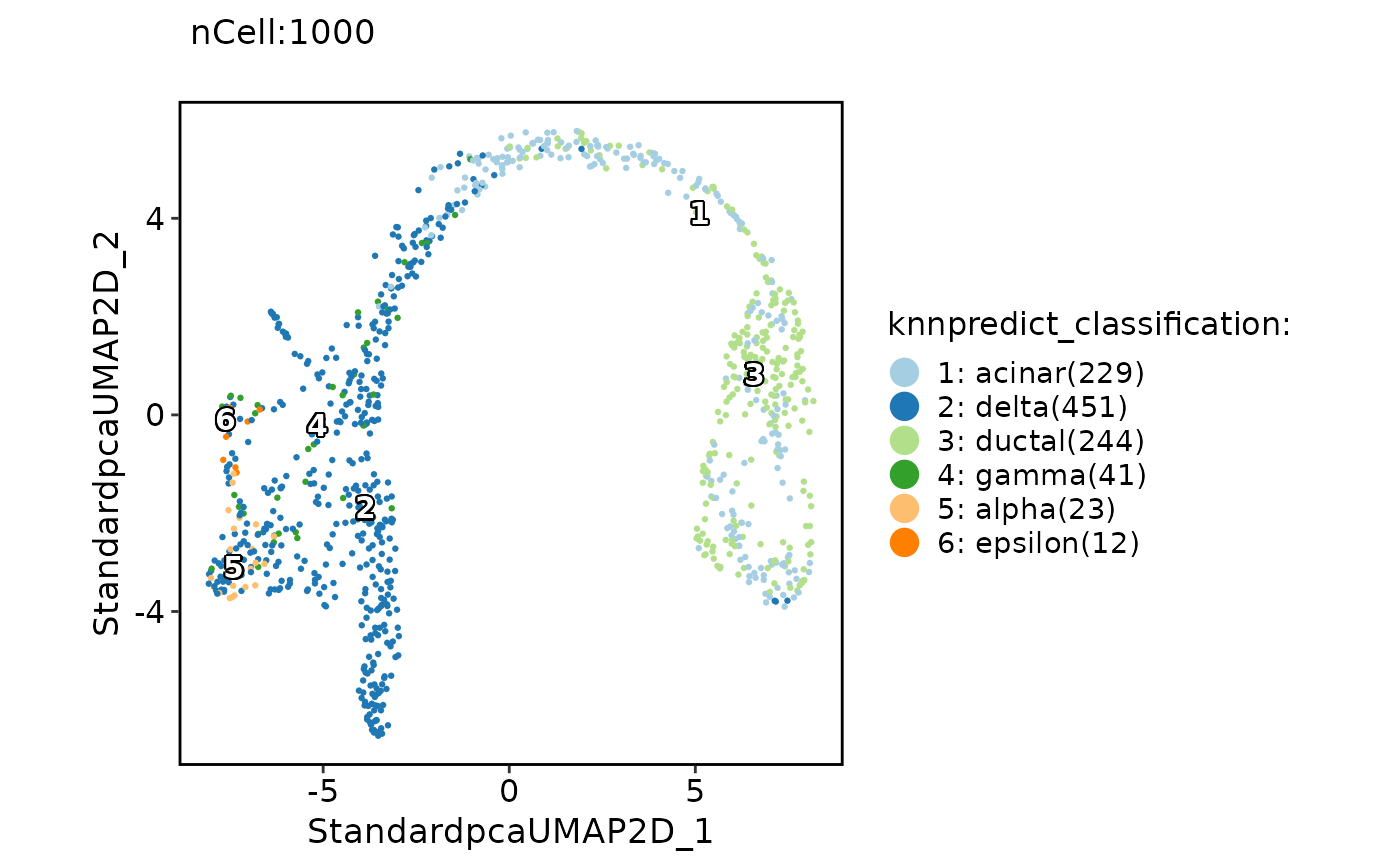 nCell:1000
StandardpcaUMAP2D_2
4
0
-4
1
3
6
4
2
5
-5
0
5
StandardpcaUMAP2D_1
knnpredict_classification:
1: acinar(229)
2: delta(451)
3: ductal(244)
4: gamma(41)
5: alpha(23)
6: epsilon(12)